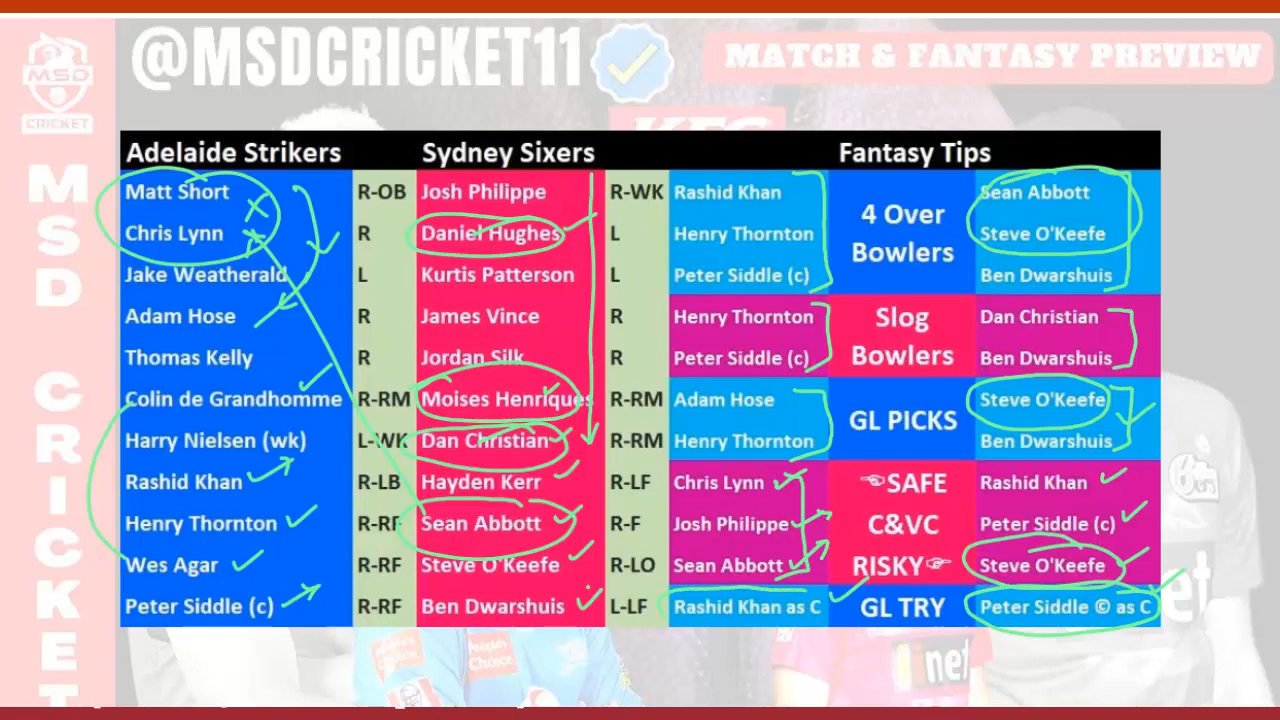 @MSDCRICKET11
MATCH & FANTASY PREVIEW
MSD
CRICKET
KFC
M
S
D
C
R
I
C
K
E
T
Adelaide Strikers Sydney Sixers Fantasy Tips
Matt Short R-OB Josh Philippe R-WK Rashid Khan Sean Abbott
4 Over
Chris Lynn R Daniel Hughes L Henry Thornton Steve O'Keefe
Bowlers
Jake Weatherald L Kurtis Patterson L Peter Siddle (c) Ben Dwarshuis
Adam Hose R James Vince R Henry Thornton Slog Dan Christian
Thomas Kelly R Jordan Silk R Peter Siddle (c) Bowlers Ben Dwarshuis
Colin de Grandhomme R-RM Moises Henriques R-RM Adam Hose Steve O'Keefe
GL PICKS
Harry Nielsen (wk) L-WK Dan Christian R-RM Henry Thornton Ben Dwarshuis
Rashid Khan R-LB Hayden Kerr R-LF Chris Lynn ☜SAFE Rashid Khan
Henry Thornton R-RF Sean Abbott R-F Josh Philippe C&VC Peter Siddle (c)
Wes Agar R-RF Steve O'Keefe R-LO Sean Abbott RISKY☞ Steve O'Keefe
Peter Siddle (c) R-RF Ben Dwarshuis L-LF Rashid Khan as C GL TRY Peter Siddle © as C